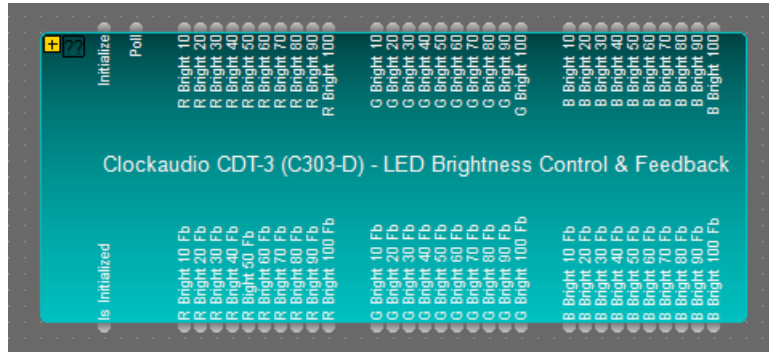 + ??
Initialize
Poll
R Bright 10
R Bright 20
R Bright 30
R Bright 40
R Bright 50
R Bright 60
R Bright 70
R Bright 80
R Bright 90
R Bright 100
G Bright 10
G Bright 20
G Bright 30
G Bright 40
G Bright 50
G Bright 60
G Bright 70
G Bright 80
G Bright 90
G Bright 100
B Bright 10
B Bright 20
B Bright 30
B Bright 40
B Bright 50
B Bright 60
B Bright 70
B Bright 80
B Bright 90
B Bright 100
Clockaudio CDT-3 (C303-D) - LED Brightness Control & Feedback
Is Initialized
R Bright 10 Fb
R Bright 20 Fb
R Bright 30 Fb
R Bright 40 Fb
R Bight 50 Fb
R Bright 60 Fb
R Bright 70 Fb
R Bright 80 Fb
R Bright 90 Fb
R Bright 100 Fb
G Bright 10 Fb
G Bright 20 Fb
G Bright 30 Fb
G Bright 40 Fb
G Bright 50 Fb
G Bright 60 Fb
G Bright 70 Fb
G Bright 80 Fb
G Bright 90 Fb
G Bright 100 Fb
B Bright 10 Fb
B Bright 20 Fb
B Bright 30 Fb
B Bright 40 Fb
B Bright 50 Fb
B Bright 60 Fb
B Bright 70 Fb
B Bright 80 Fb
B Bright 90 Fb
B Bright 100 Fb